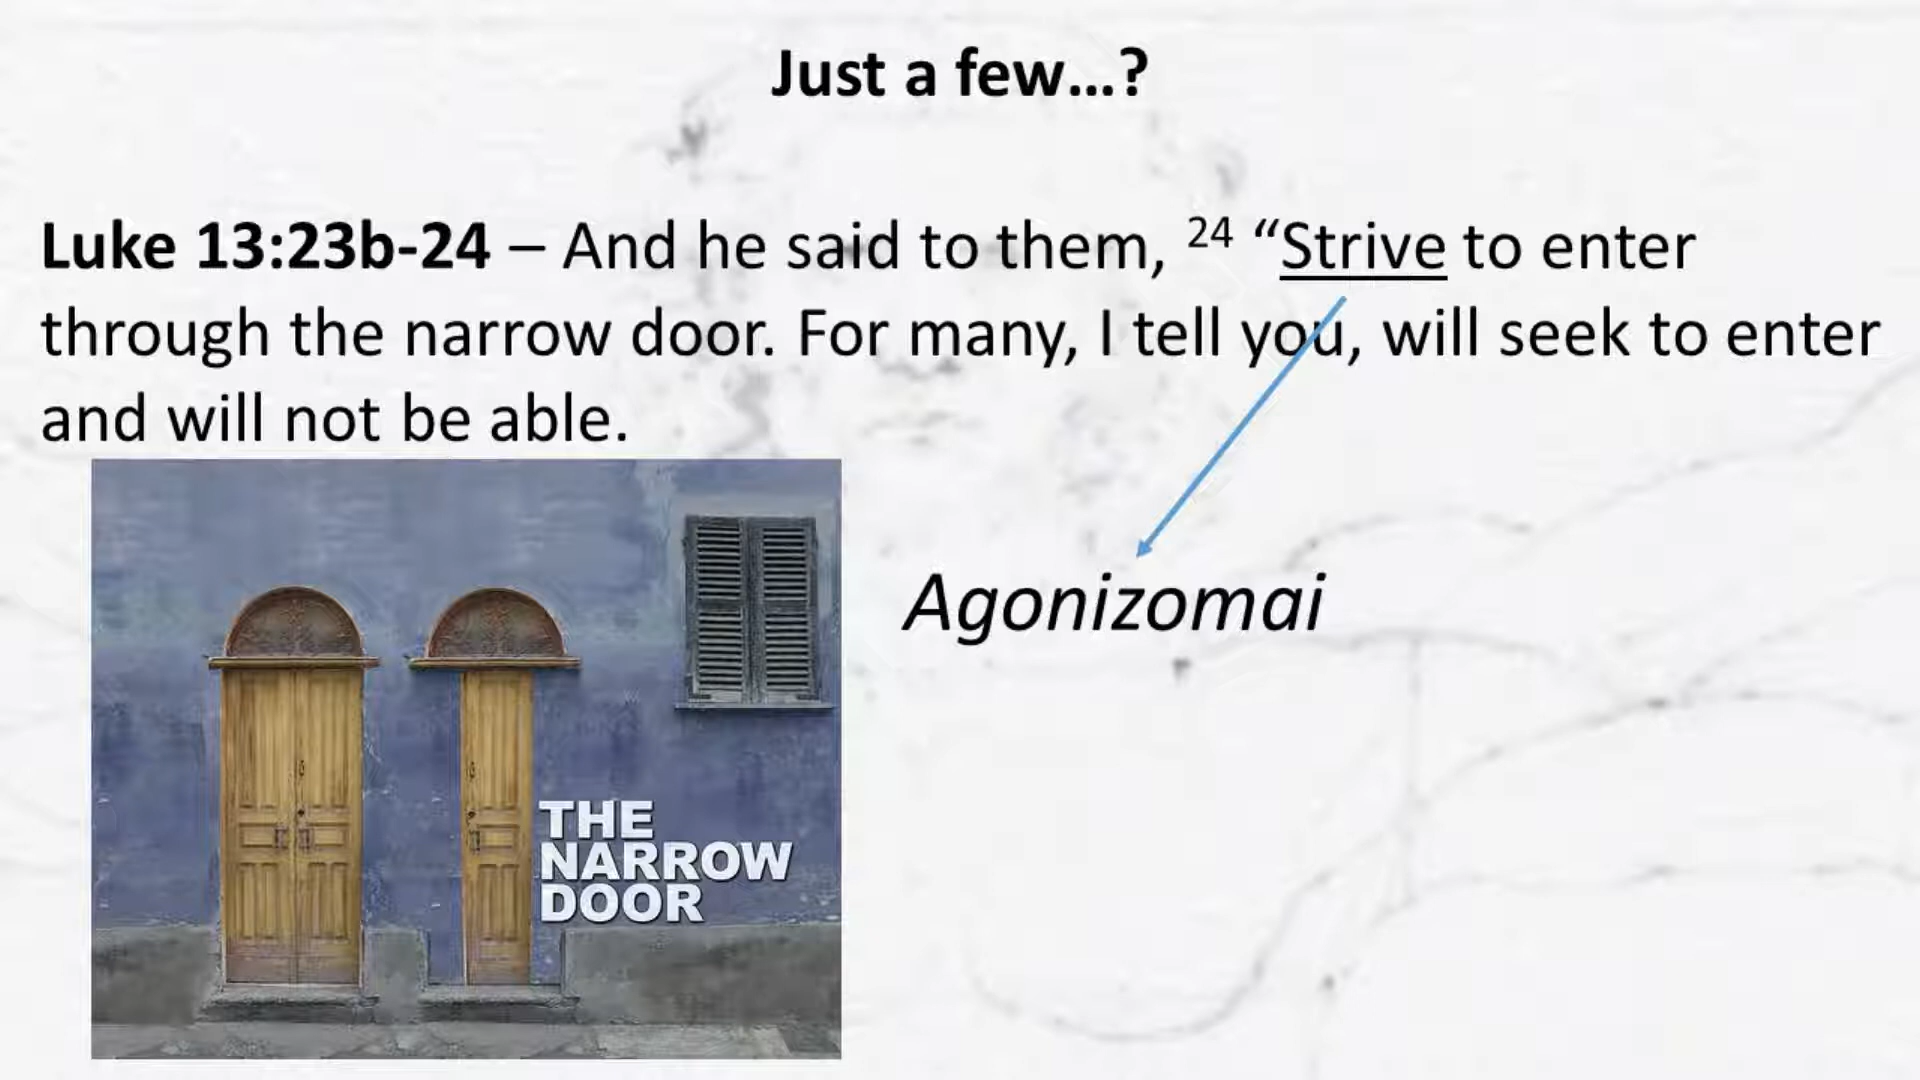 Just a few...?
Luke 13:23b-24 – And he said to them, 24 “Strive to enter
through the narrow door. For many, I tell you, will seek to enter
and will not be able.
Agonizomai
THE
NARROW
DOOR